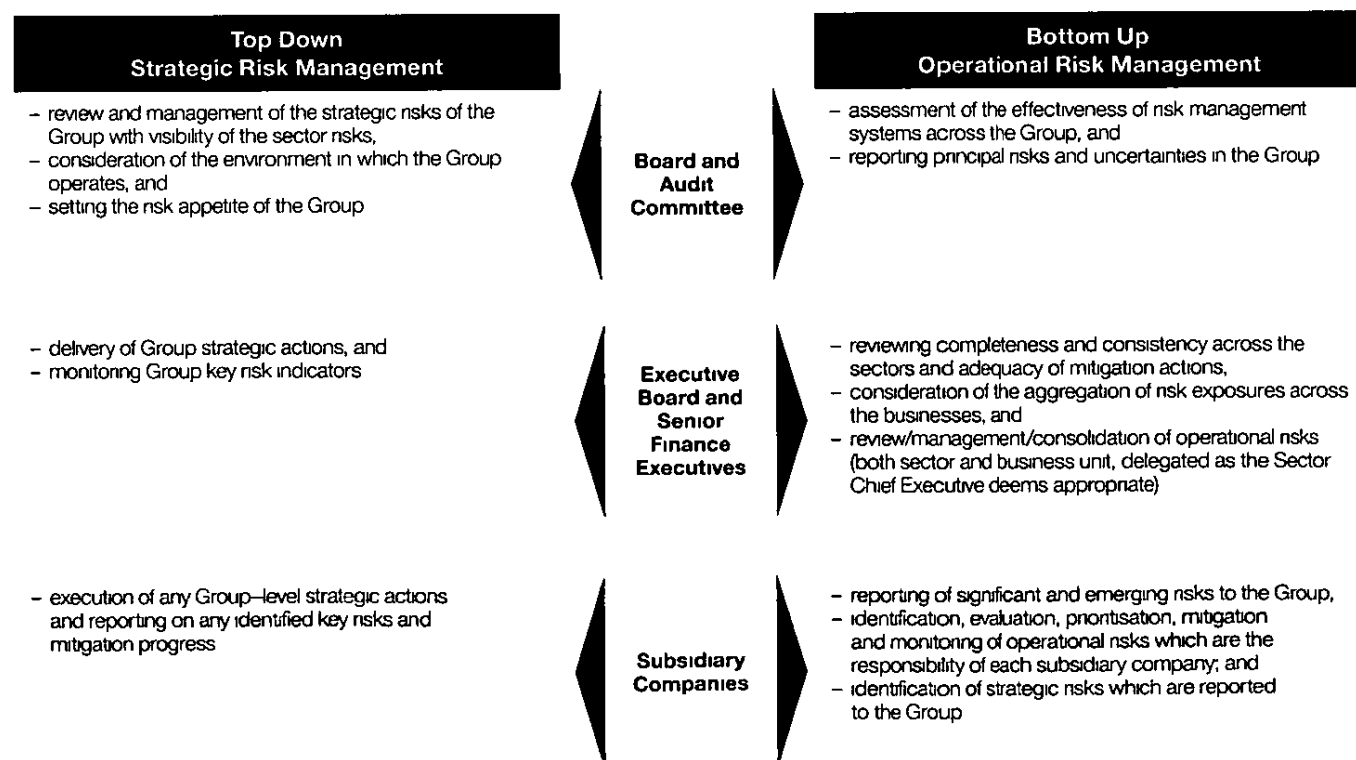 Top Down
Strategic Risk Management
Bottom Up
Operational Risk Management
– review and management of the strategic risks of the
Group with visibility of the sector risks,
– consideration of the environment in which the Group
operates, and
– setting the risk appetite of the Group
Board and
Audit
Committee
– assessment of the effectiveness of risk management
systems across the Group, and
– reporting principal risks and uncertainties in the Group
– delivery of Group strategic actions, and
– monitoring Group key risk indicators
Executive
Board and
Senior
Finance
Executives
– reviewing completeness and consistency across the
sectors and adequacy of mitigation actions,
– consideration of the aggregation of risk exposures across
the businesses, and
– review/management/consolidation of operational risks
(both sector and business unit, delegated as the Sector
Chief Executive deems appropriate)
– execution of any Group–level strategic actions
and reporting on any identified key risks and
mitigation progress
Subsidiary
Companies
– reporting of significant and emerging risks to the Group,
– identification, evaluation, prioritisation, mitigation
and monitoring of operational risks which are the
responsibility of each subsidiary company; and
– identification of strategic risks which are reported
to the Group